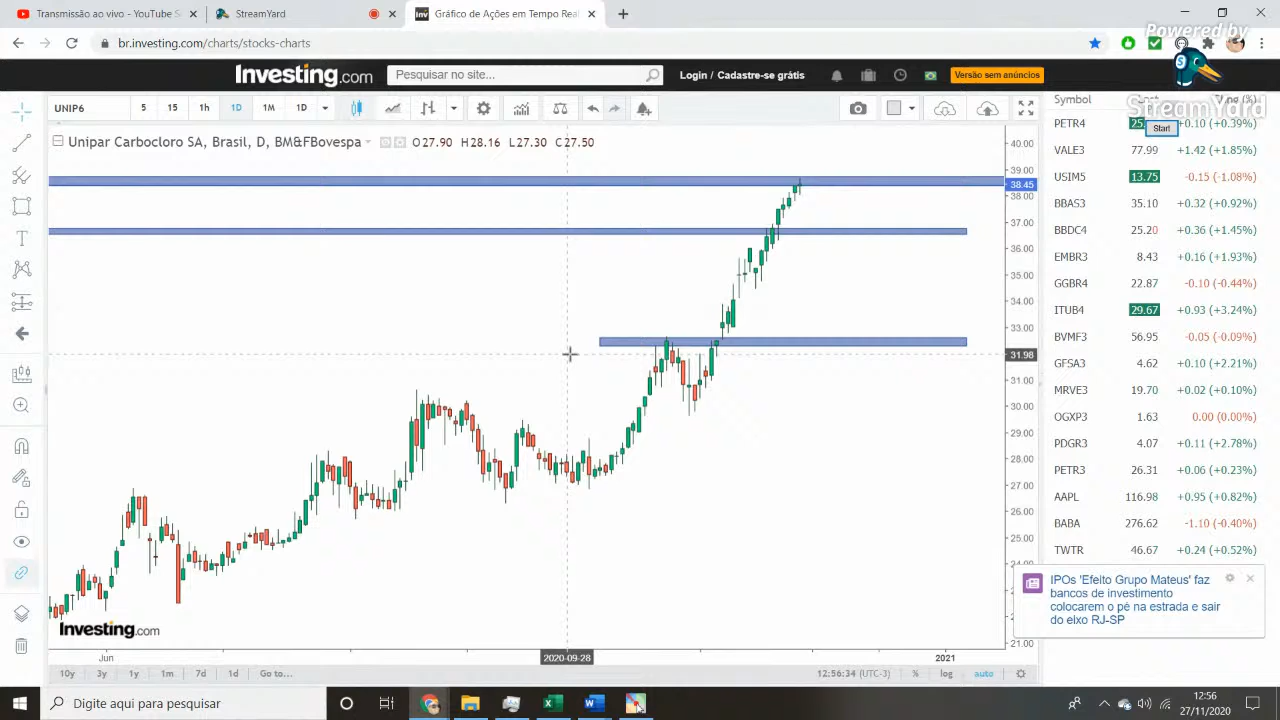 Transmissão ao vivo - YouTube S
StreamYard
Gráfico de Ações em Tempo Real
br.investing.com/charts/stocks-charts
Powered by
StreamYard
Investing.com
Pesquisar no site...
Login / Cadastre-se grátis
Versão sem anúncios
UNIP6
5
15
1h
1D
1M
1D
Unipar Carbocloro SA, Brasil, D, BM&FBovespa
O27.90 H28.16 L27.30 C27.50
40.00
39.00
38.45
38.00
37.00
36.00
35.00
34.00
33.00
31.98
31.00
30.00
29.00
28.00
27.00
26.00
25.00
24.00
21.00
Symbol
Start
PETR4 25. +0.10 (+0.39%)
VALE3 77.99 +1.42 (+1.85%)
USIM5 13.75 -0.15 (-1.08%)
BBAS3 35.10 +0.32 (+0.92%)
BBDC4 25.20 +0.36 (+1.45%)
EMBR3 8.43 +0.16 (+1.93%)
GGBR4 22.87 -0.10 (-0.44%)
ITUB4 29.67 +0.93 (+3.24%)
BVMF3 56.95 -0.05 (-0.09%)
GFSA3 4.62 +0.10 (+2.21%)
MRVE3 19.70 +0.02 (+0.10%)
OGXP3 1.63 0.00 (0.00%)
PDGR3 4.07 +0.11 (+2.78%)
PETR3 26.31 +0.06 (+0.23%)
AAPL 116.98 +0.95 (+0.82%)
BABA 276.62 -1.10 (-0.40%)
TWTR 46.67 +0.24 (+0.52%)
IPOs 'Efeito Grupo Mateus' faz
bancos de investimento
colocarem o pé na estrada e sair
do eixo RJ-SP
Investing.com
Jun
2020-09-28
2021
10y 3y 1y 1m 7d 1d Go to...
12:56:34 (UTC-3) % log auto
Digite aqui para pesquisar
12:56
27/11/2020